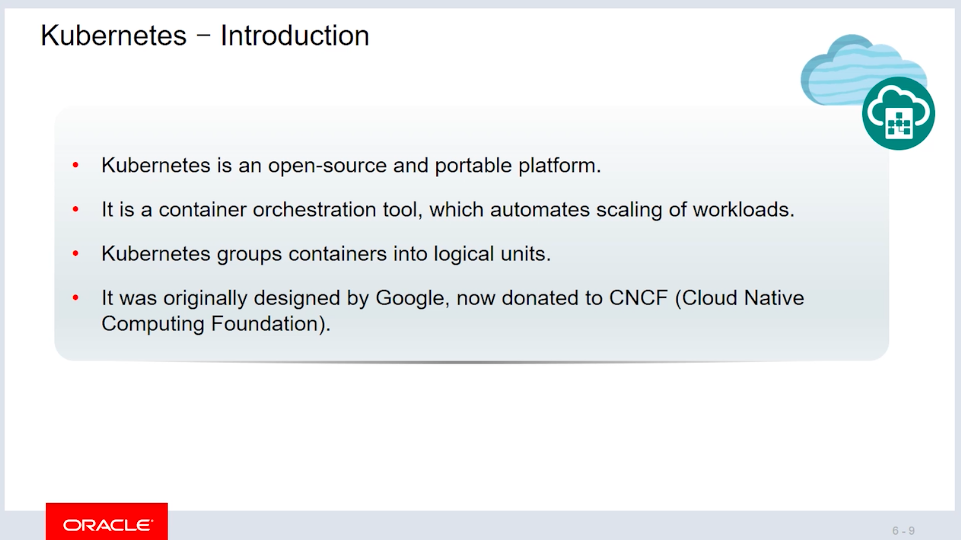 Kubernetes – Introduction
• Kubernetes is an open-source and portable platform.
• It is a container orchestration tool, which automates scaling of workloads.
• Kubernetes groups containers into logical units.
• It was originally designed by Google, now donated to CNCF (Cloud Native
Computing Foundation).
ORACLE
6 - 9